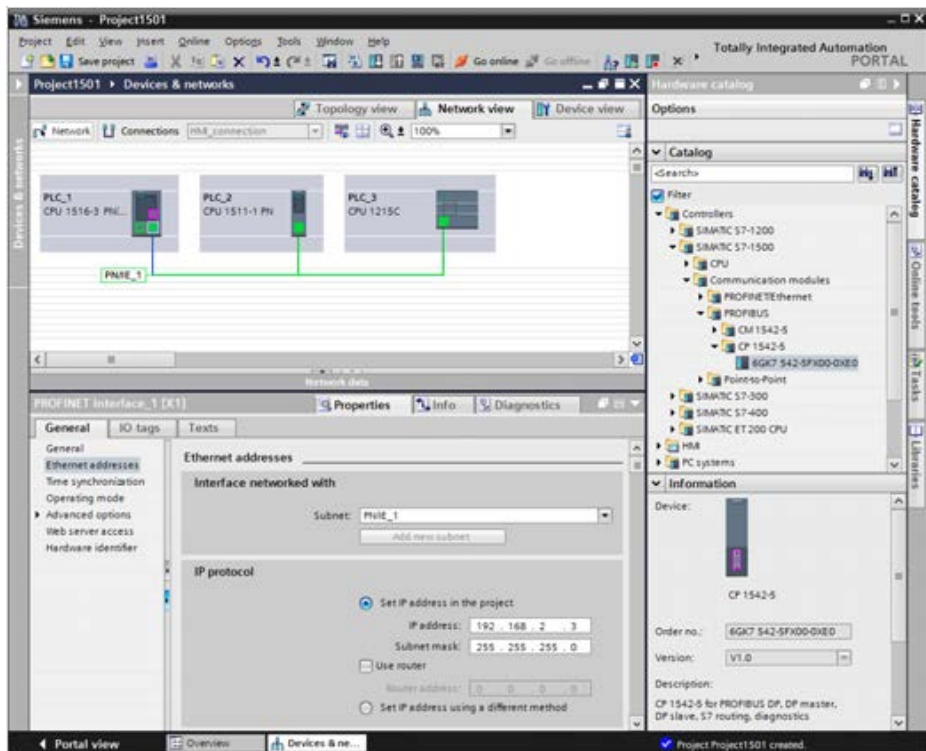 Siemens - Project1501
Project Edit View Insert Online Options Tools Window Help
Save project
Go online
Go offline
Totally Integrated Automation
PORTAL
Project1501 Devices & networks
Topology view
Network view
Device view
Network
Connections
HMI_connection
100%
Devices & networks
PLC_1
CPU 1516-3 PN/...
PLC_2
CPU 1511-1 PN
PLC_3
CPU 1215C
PN/IE_1
Network data
PROFINET interface_1 [X1]
Properties
Info
Diagnostics
General
IO tags
Texts
General
Ethernet addresses
Time synchronization
Operating mode
Advanced options
Web server access
Hardware identifier
Ethernet addresses
Interface networked with
Subnet: PN/IE_1
Add new subnet
IP protocol
Set IP address in the project
IP address: 192 . 168 . 2 . 3
Subnet mask: 255 . 255 . 255 . 0
Use router
Router address: 0 . 0 . 0 . 0
Set IP address using a different method
Hardware catalog
Options
Catalog
<Search>
Filter
Controllers
SIMATIC S7-1200
SIMATIC S7-1500
CPU
Communication modules
PROFINET/Ethernet
PROFIBUS
CM 1542-5
CP 1542-5
6GK7 542-5FX00-0XE0
Point-to-Point
SIMATIC S7-300
SIMATIC S7-400
SIMATIC ET 200 CPU
HMI
PC systems
Information
Device:
CP 1542-5
Order no.: 6GK7 542-5FX00-0XE0
Version: V1.0
Description:
CP 1542-5 for PROFIBUS DP, DP master,
DP slave, S7 routing, diagnostics
Hardware catalog
Online tools
Tasks
Libraries
Portal view
Overview
Devices & ne...
Project Project1501 created.